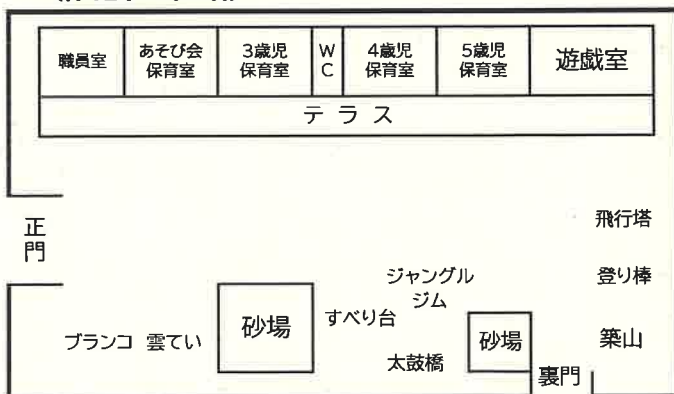 職員室
あそび会
保育室
3歳児
保育室
W
C
4歳児
保育室
5歳児
保育室
遊戯室
テラス
正
門
飛行塔
ジャングル
ジム
登り棒
ブランコ
雲てい
砂場
すべり台
太鼓橋
砂場
築山
裏門